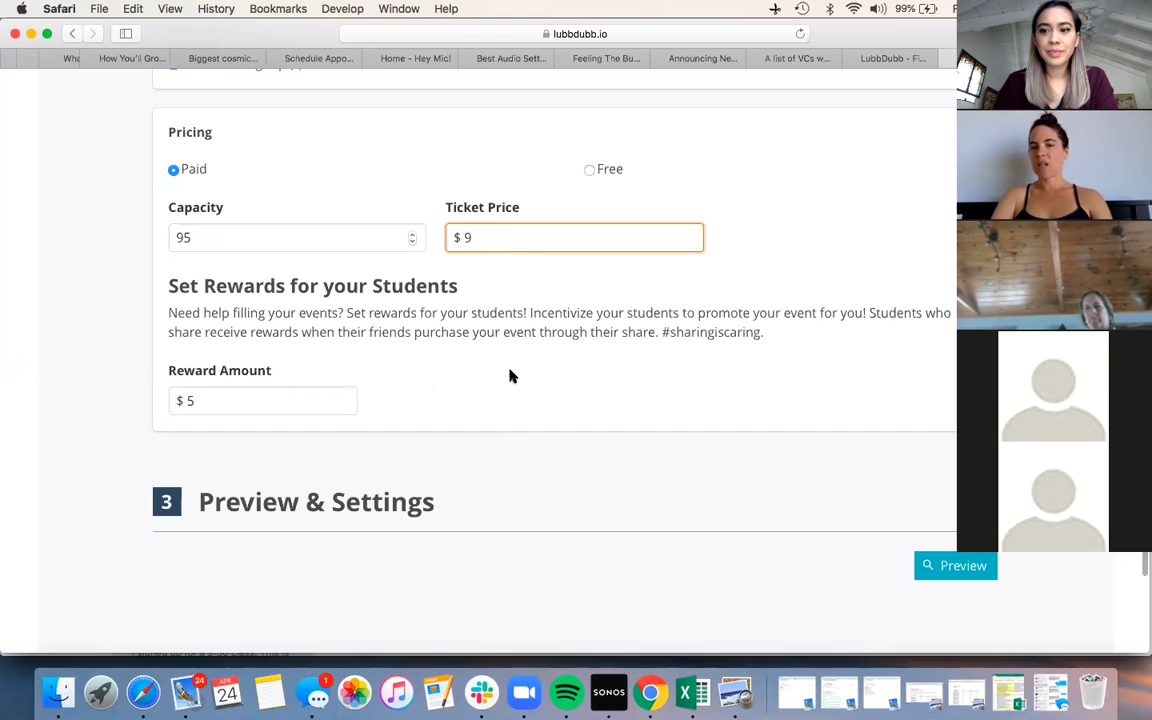 Safari File Edit View History Bookmarks Develop Window Help 99%
lubbdubb.io
Wha How You'll Gro... Biggest cosmic... Schedule Appo... Home - Hey Mic! Best Audio Sett... Feeling The Bu... Announcing Ne... A list of VCs w... LubbDubb - Fi...
Pricing
Paid Free
Capacity Ticket Price
95 $ 9
Set Rewards for your Students
Need help filling your events? Set rewards for your students! Incentivize your students to promote your event for you! Students who
share receive rewards when their friends purchase your event through their share. #sharingiscaring.
Reward Amount
$ 5
3 Preview & Settings
Preview
24 APR 24 1 SONOS